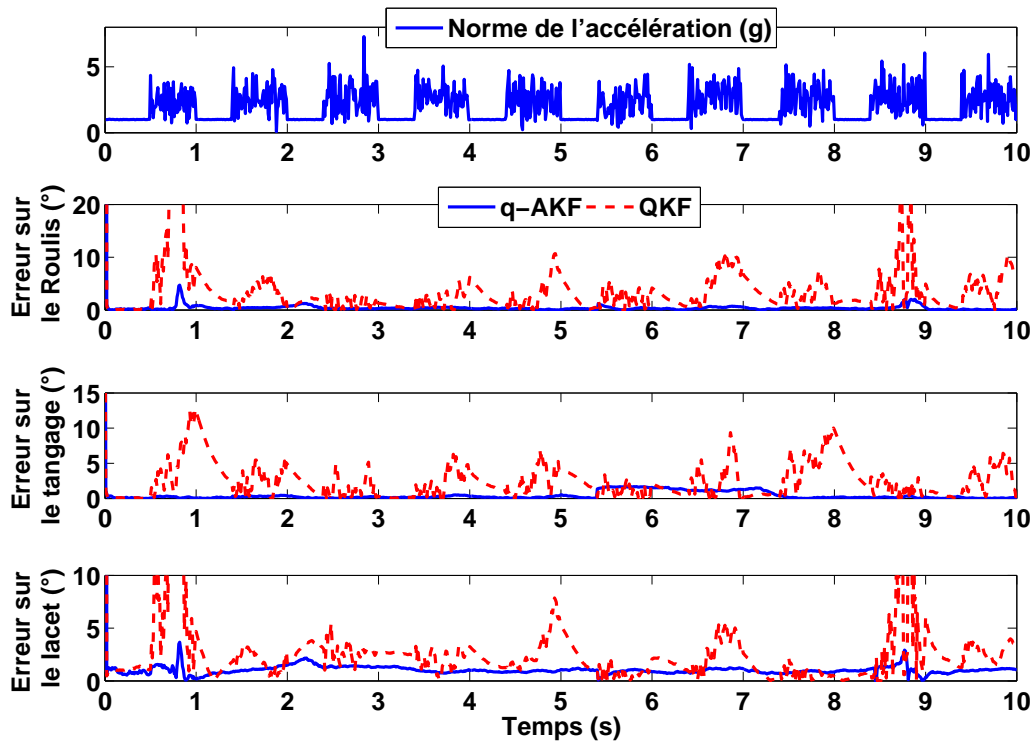 Norme de l'accélération (g)
5
0
1 2 3 4 5 6 7 8 9 10
Erreur sur
le Roulis (°)
q−AKF QKF
20
10
0
0 1 2 3 4 5 6 7 8 9 10
Erreur sur
le tangage (°)
15
10
5
0
0 1 2 3 4 5 6 7 8 9 10
Erreur sur
le lacet (°)
10
5
0
0 1 2 3 4 5 6 7 8 9 10
Temps (s)